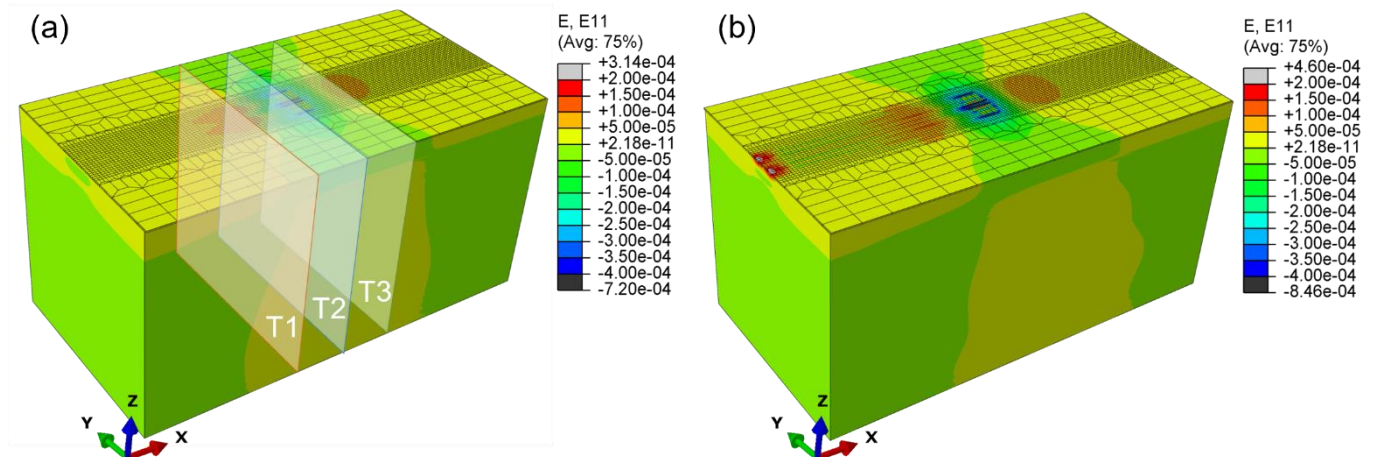 (a)
E, E11
(Avg: 75%)
+3.14e-04
+2.00e-04
+1.50e-04
+1.00e-04
+5.00e-05
+2.18e-11
-5.00e-05
-1.00e-04
-1.50e-04
-2.00e-04
-2.50e-04
-3.00e-04
-3.50e-04
-4.00e-04
-7.20e-04
T1
T2
T3
Z
Y
X
(b)
E, E11
(Avg: 75%)
+4.60e-04
+2.00e-04
+1.50e-04
+1.00e-04
+5.00e-05
+2.18e-11
-5.00e-05
-1.00e-04
-1.50e-04
-2.00e-04
-2.50e-04
-3.00e-04
-3.50e-04
-4.00e-04
-8.46e-04
Z
Y
X